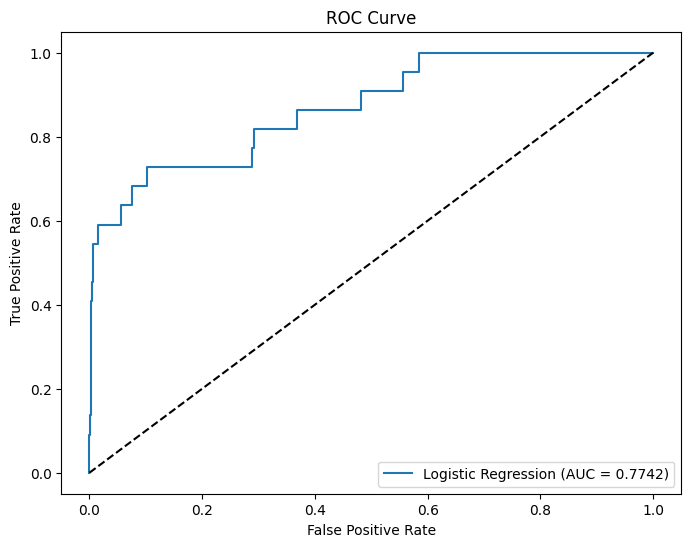 ROC Curve
1.0
0.8
0.6
0.4
0.2
0.0
True Positive Rate
Logistic Regression (AUC = 0.7742)
0.0 0.2 0.4 0.6 0.8 1.0
False Positive Rate